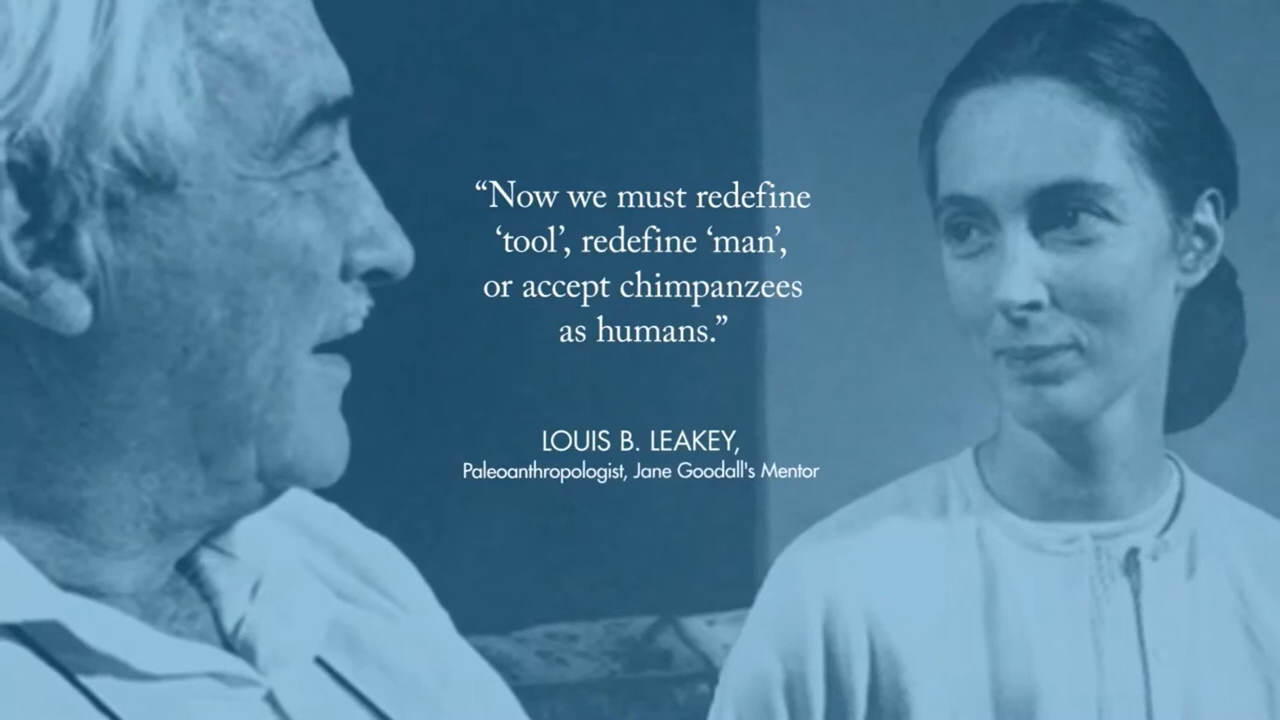 “Now we must redefine
‘tool’, redefine ‘man’,
or accept chimpanzees
as humans.”
LOUIS B. LEAKEY,
Paleoanthropologist, Jane Goodall's Mentor